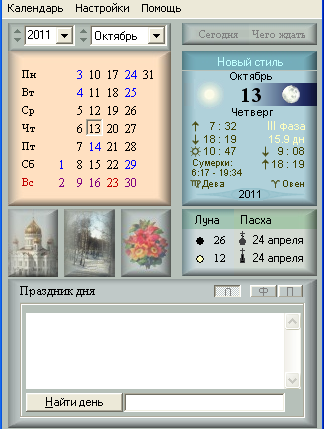 Календарь Настройки Помощь
2011 Октябрь
Сегодня Чего ждать
Пн 3 10 17 24 31
Вт 4 11 18 25
Ср 5 12 19 26
Чт 6 13 20 27
Пт 7 14 21 28
Сб 1 8 15 22 29
Вс 2 9 16 23 30
Новый стиль
Октябрь
13
Четверг
7 : 32 III Фаза
18 : 19 15.9 дн
10 : 47 9 : 08
Сумерки: 18 : 19
6:17 - 19:34
Дева Овен
2011
Луна Пасха
26 24 апреля
12 24 апреля
Праздник дня
П Ф П
Найти день